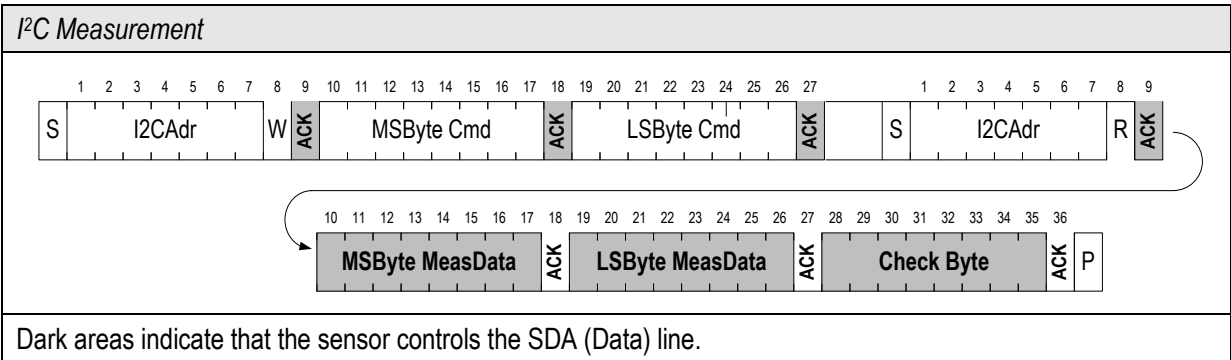 I²C Measurement
1 2 3 4 5 6 7 8 9 10 11 12 13 14 15 16 17 18 19 20 21 22 23 24 25 26 27 1 2 3 4 5 6 7 8 9
S I2CAdr W ACK MSByte Cmd ACK LSByte Cmd ACK S I2CAdr R ACK
10 11 12 13 14 15 16 17 18 19 20 21 22 23 24 25 26 27 28 29 30 31 32 33 34 35 36
MSByte MeasData ACK LSByte MeasData ACK Check Byte ACK P
Dark areas indicate that the sensor controls the SDA (Data) line.